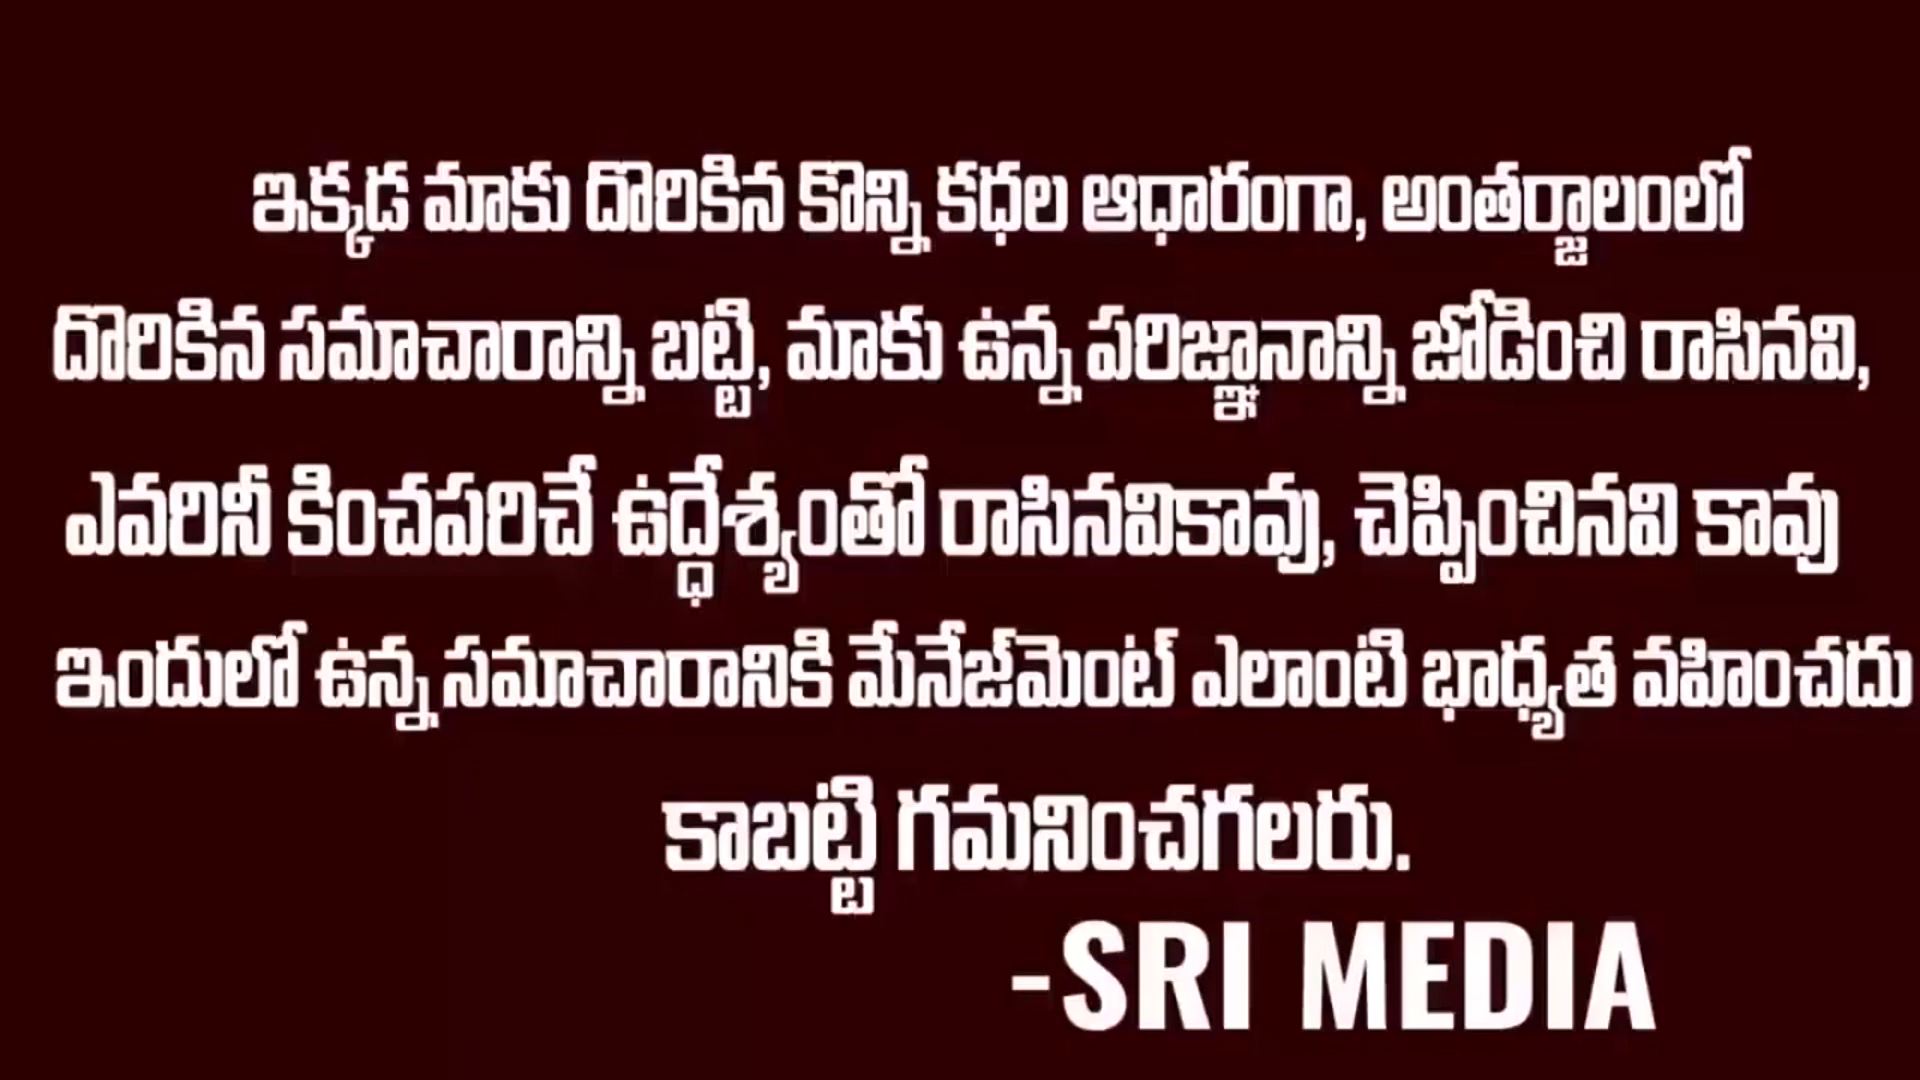 ఇక్కడ మాకు దొరికిన కొన్ని కధల ఆధారంగా, అంతర్జాలంలో
దొరికిన సమాచారాన్ని బట్టి, మాకు ఉన్న పరిజ్ఞానాన్ని జోడించి రాసినవి,
ఎవరినీ కించపరిచే ఉద్ధేశ్యంతో రాసినవికావు, చెప్పించినవి కావు
ఇందులో ఉన్న సమాచారానికి మేనేజ్‌మెంట్ ఎలాంటి భాధ్యత వహించదు
కాబట్టి గమనించగలరు.
-SRI MEDIA